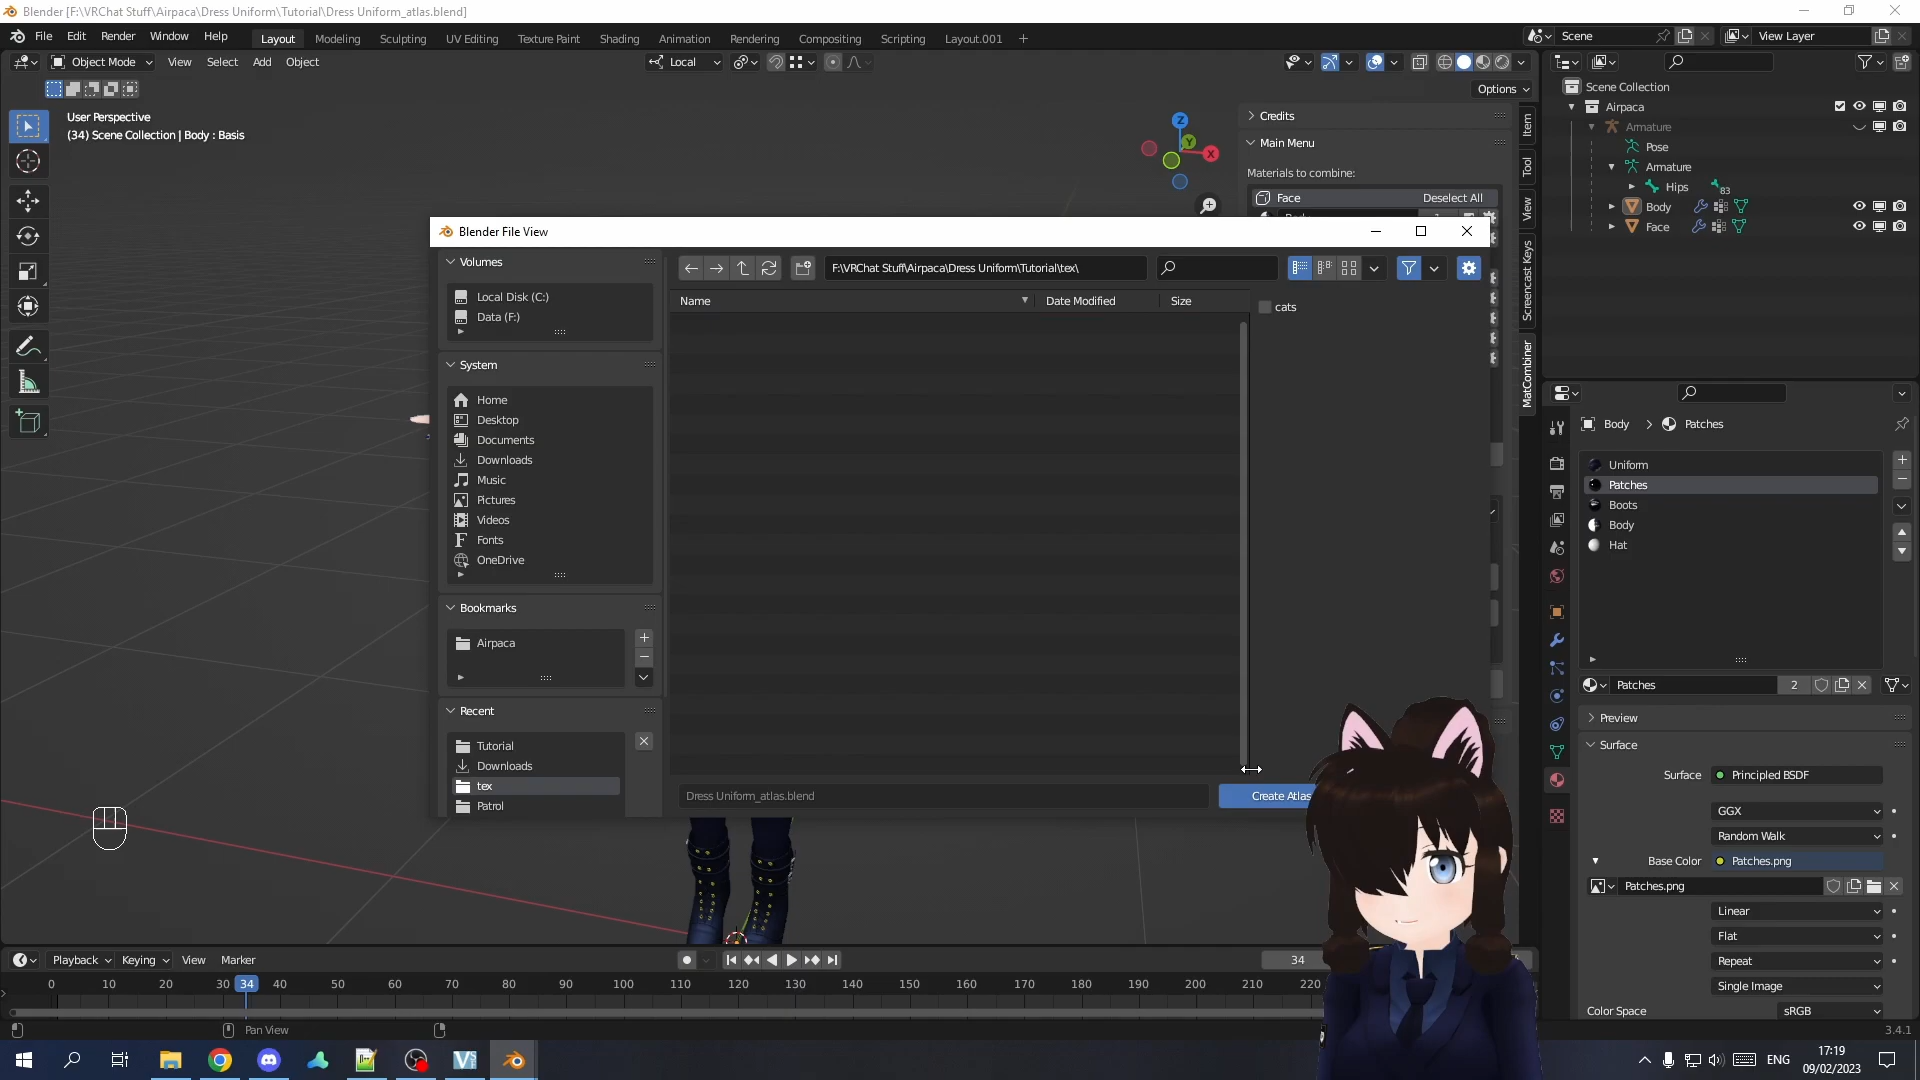 Blender [F:\VRChat Stuff\Airpaca\Dress Uniform\Tutorial\Dress Uniform_atlas.blend]
File Edit Render Window Help
Layout Modeling Sculpting UV Editing Texture Paint Shading Animation Rendering Compositing Scripting Layout.001 +
Scene
View Layer
Object Mode View Select Add Object
Local
Options
User Perspective
(34) Scene Collection | Body : Basis
Z
Y
X
Credits
Main Menu
Materials to combine:
Face Deselect All
Item
Tool
View
Screencast Keys
MatCombiner
Blender File View
Volumes
Local Disk (C:)
Data (F:)
System
Home
Desktop
Documents
Downloads
Music
Pictures
Videos
Fonts
OneDrive
Bookmarks
Airpaca
Recent
Tutorial
Downloads
tex
Patrol
F:\VRChat Stuff\Airpaca\Dress Uniform\Tutorial\tex\
Name Date Modified Size
cats
Dress Uniform_atlas.blend
Create Atlas
Scene Collection
Airpaca
Armature
Pose
Armature
Hips 83
Body
Face
Body > Patches
Uniform
Patches
Boots
Body
Hat
Patches 2
Preview
Surface
Surface Principled BSDF
GGX
Random Walk
Base Color Patches.png
Patches.png
Linear
Flat
Repeat
Single Image
Color Space sRGB
Playback Keying View Marker
34
0 10 20 30 34 40 50 60 70 80 90 100 110 120 130 140 150 160 170 180 190 200 210 220
Pan View
3.4.1
ENG
17:19
09/02/2023